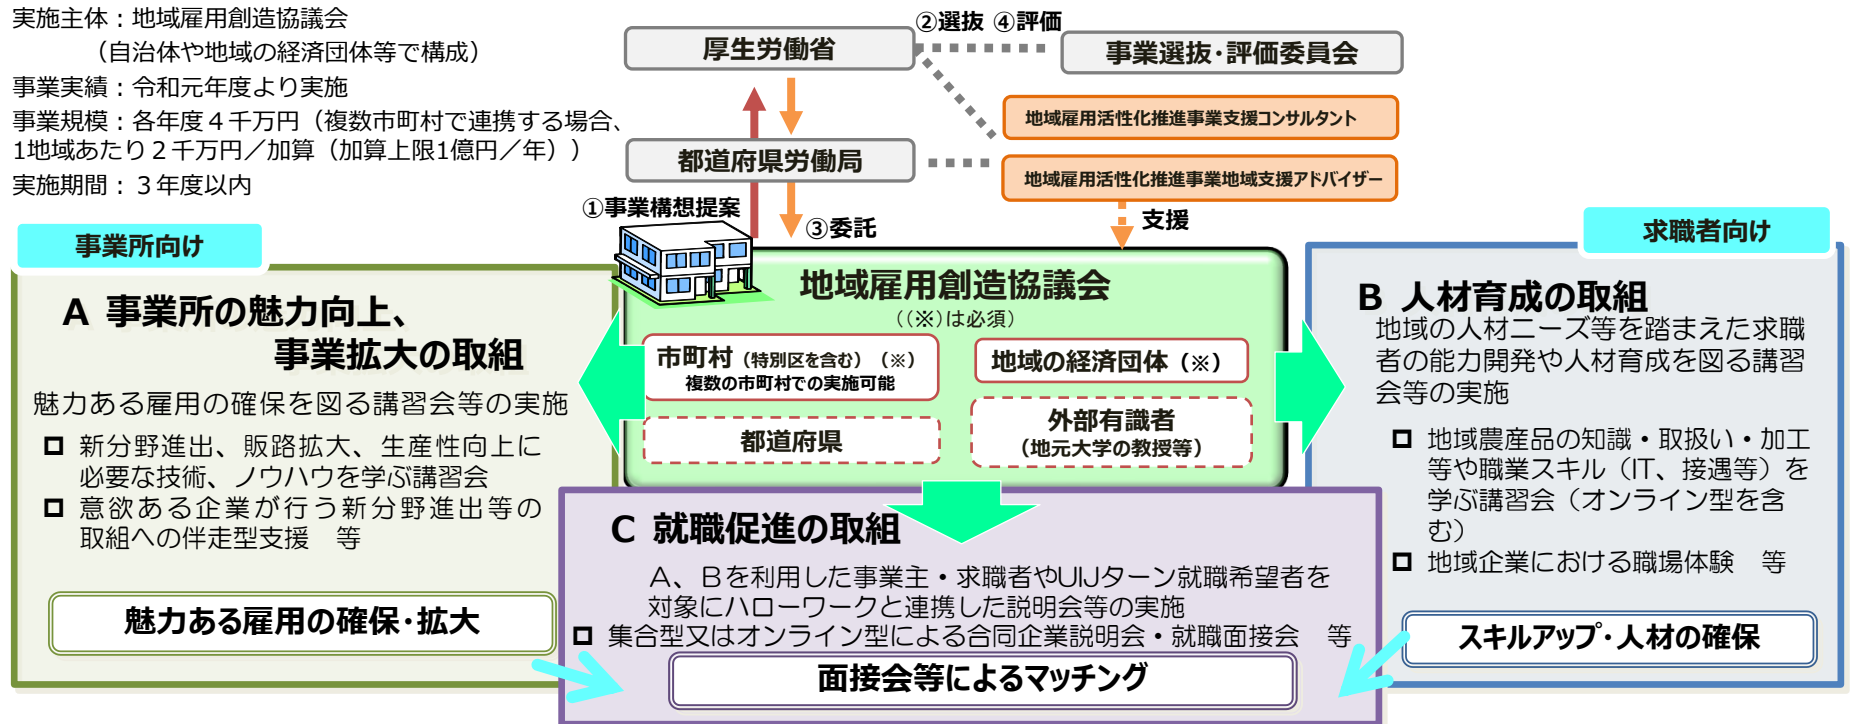 実施主体：地域雇用創造協議会
（自治体や地域の経済団体等で構成）
事業実績：令和元年度より実施
事業規模：各年度４千万円（複数市町村で連携する場合、
1地域あたり２千万円／加算（加算上限1億円／年））
実施期間：３年度以内
②選抜 ④評価
厚生労働省
事業選抜･評価委員会
地域雇用活性化推進事業支援コンサルタント
都道府県労働局
地域雇用活性化推進事業地域支援アドバイザー
①事業構想提案
③委託
支援
事業所向け
求職者向け
A 事業所の魅力向上、
事業拡大の取組
魅力ある雇用の確保を図る講習会等の実施
新分野進出、販路拡大、生産性向上に
必要な技術、ノウハウを学ぶ講習会
意欲ある企業が行う新分野進出等の
取組への伴走型支援　等
魅力ある雇用の確保･拡大
地域雇用創造協議会
（(※)は必須）
市町村（特別区を含む）（※）
複数の市町村での実施可能
地域の経済団体（※）
都道府県
外部有識者
（地元大学の教授等）
B 人材育成の取組
地域の人材ニーズ等を踏まえた求職
者の能力開発や人材育成を図る講習
会等の実施
地域農産品の知識・取扱い・加工
等や職業スキル（IT、接遇等）を
学ぶ講習会（オンライン型を含
む）
地域企業における職場体験　等
スキルアップ･人材の確保
C 就職促進の取組
A、Bを利用した事業主・求職者やUIJターン就職希望者を
対象にハローワークと連携した説明会等の実施
集合型又はオンライン型による合同企業説明会・就職面接会　等
面接会等によるマッチング